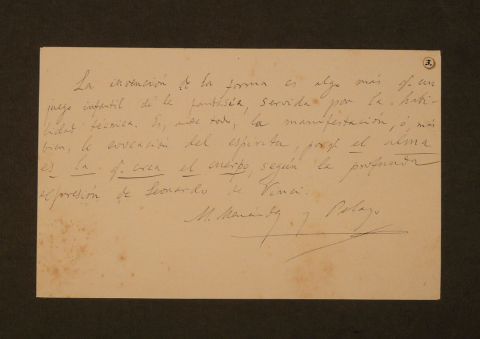 3.
La invención de la forma es algo más q. un
juego infantil de la fantasía, servida por la habi-
lidad técnica. Es, ante todo, la manifestación, ó, más
bien, la evocación del espíritu, porq. el alma
es la q. crea el cuerpo, según la profunda
expresión de Leonardo de Vinci.
M. Menéndez y Pelayo